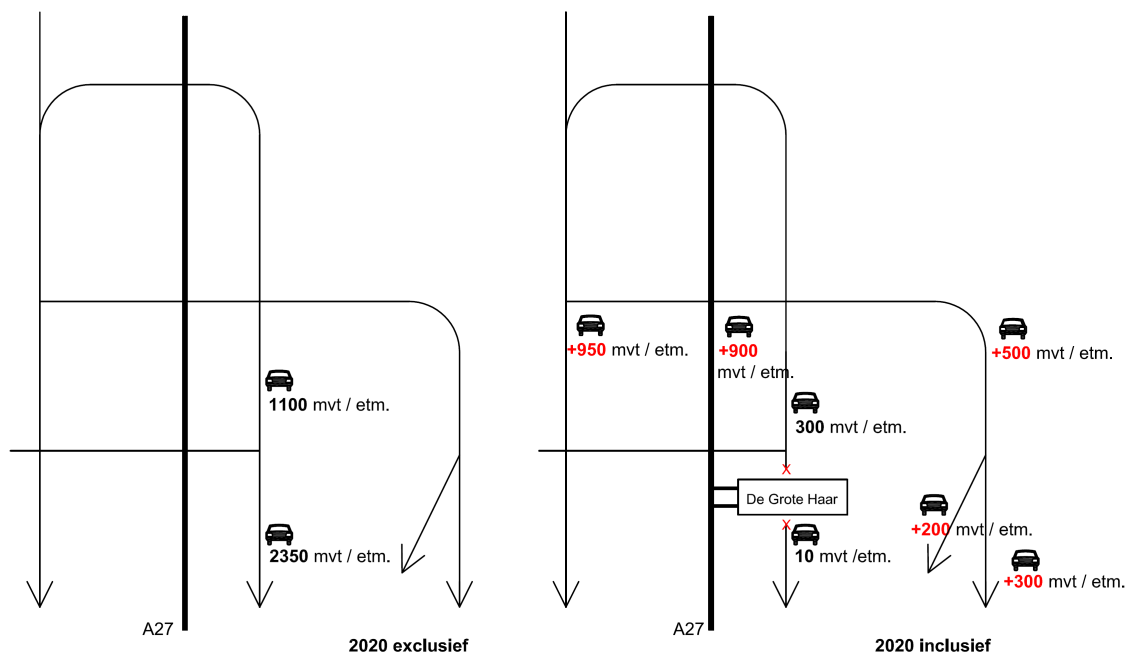 1100 mvt / etm.
2350 mvt / etm.
A27
2020 exclusief
+950 mvt / etm.
+900
mvt / etm.
+500 mvt / etm.
300 mvt / etm.
X
De Grote Haar
X
10 mvt /etm.
+200 mvt / etm.
+300 mvt / etm.
A27
2020 inclusief